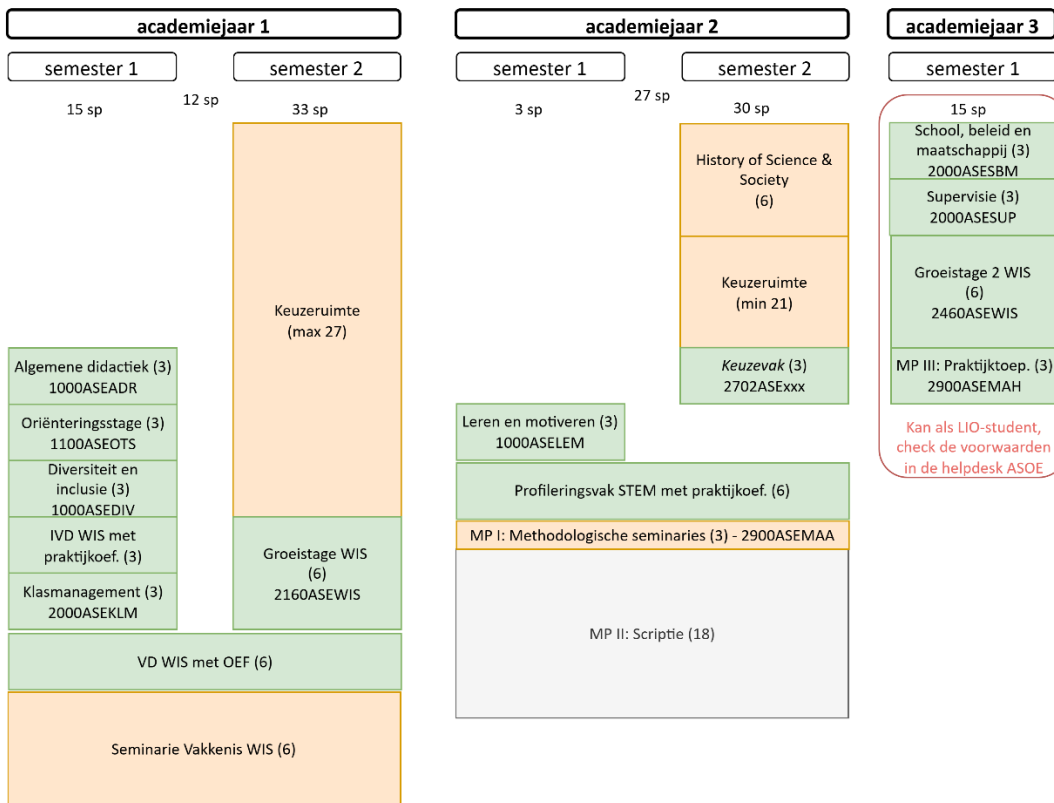 academiejaar 1
semester 1
semester 2
15 sp
12 sp
33 sp
Keuzeruimte
(max 27)
Algemene didactiek (3)
1000ASEADR
Oriënteringsstage (3)
1100ASEOTS
Diversiteit en
inclusie (3)
1000ASEDIV
IVD WIS met
praktijkoef. (3)
Klasmanagement (3)
2000ASEKLM
Groeistage WIS
(6)
2160ASEWIS
VD WIS met OEF (6)
Seminarie Vakkenis WIS (6)
academiejaar 2
semester 1
semester 2
3 sp
27 sp
30 sp
History of Science &
Society
(6)
Keuzeruimte
(min 21)
Keuzevak (3)
2702ASExxx
Leren en motiveren (3)
1000ASELEM
Profileringsvak STEM met praktijkoef. (6)
MP I: Methodologische seminaries (3) - 2900ASEMAA
MP II: Scriptie (18)
academiejaar 3
semester 1
15 sp
School, beleid en
maatschappij (3)
2000ASESBM
Supervisie (3)
2000ASESUP
Groeistage 2 WIS
(6)
2460ASEWIS
MP III: Praktijktoep. (3)
2900ASEMAH
Kan als LIO-student,
check de voorwaarden
in de helpdesk ASOE